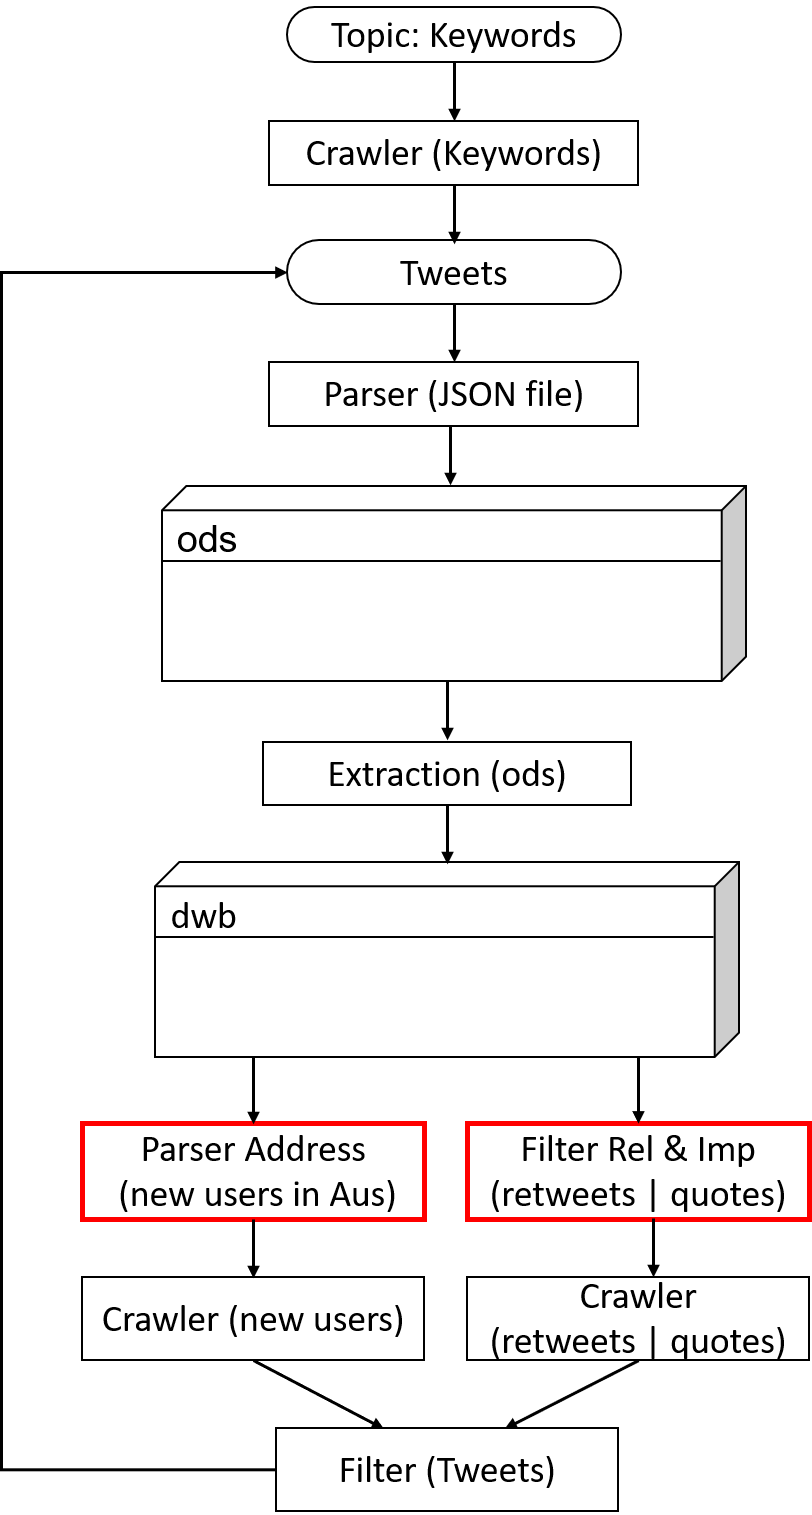 Topic: Keywords
Crawler (Keywords)
Tweets
Parser (JSON file)
ods
Extraction (ods)
dwb
Parser Address
(new users in Aus)
Filter Rel & Imp
(retweets | quotes)
Crawler (new users)
Crawler
(retweets | quotes)
Filter (Tweets)